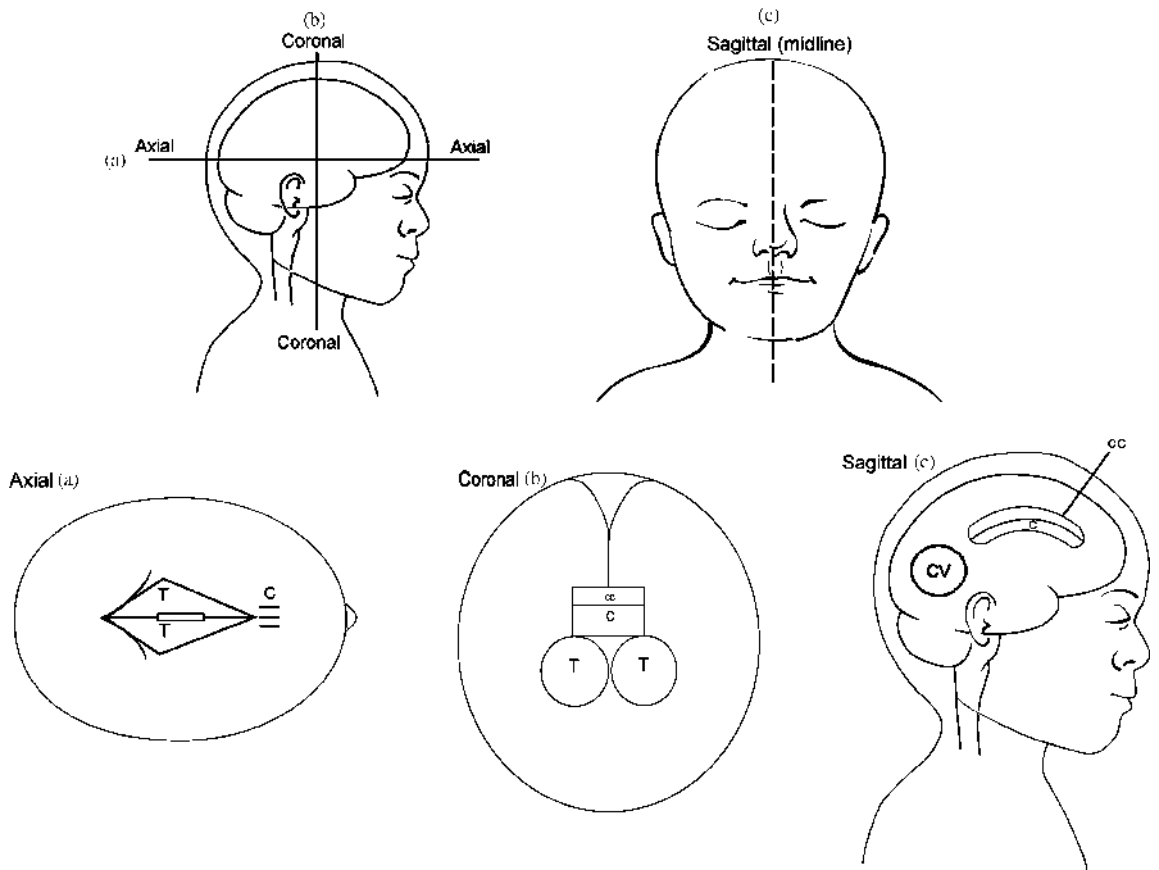 (b)
Coronal
(c)
Sagittal (midline)
(a) Axial
Axial
Coronal
Axial (a)
T
T
C
Coronal (b)
cc
C
T
T
Sagittal (c)
cc
C
CV